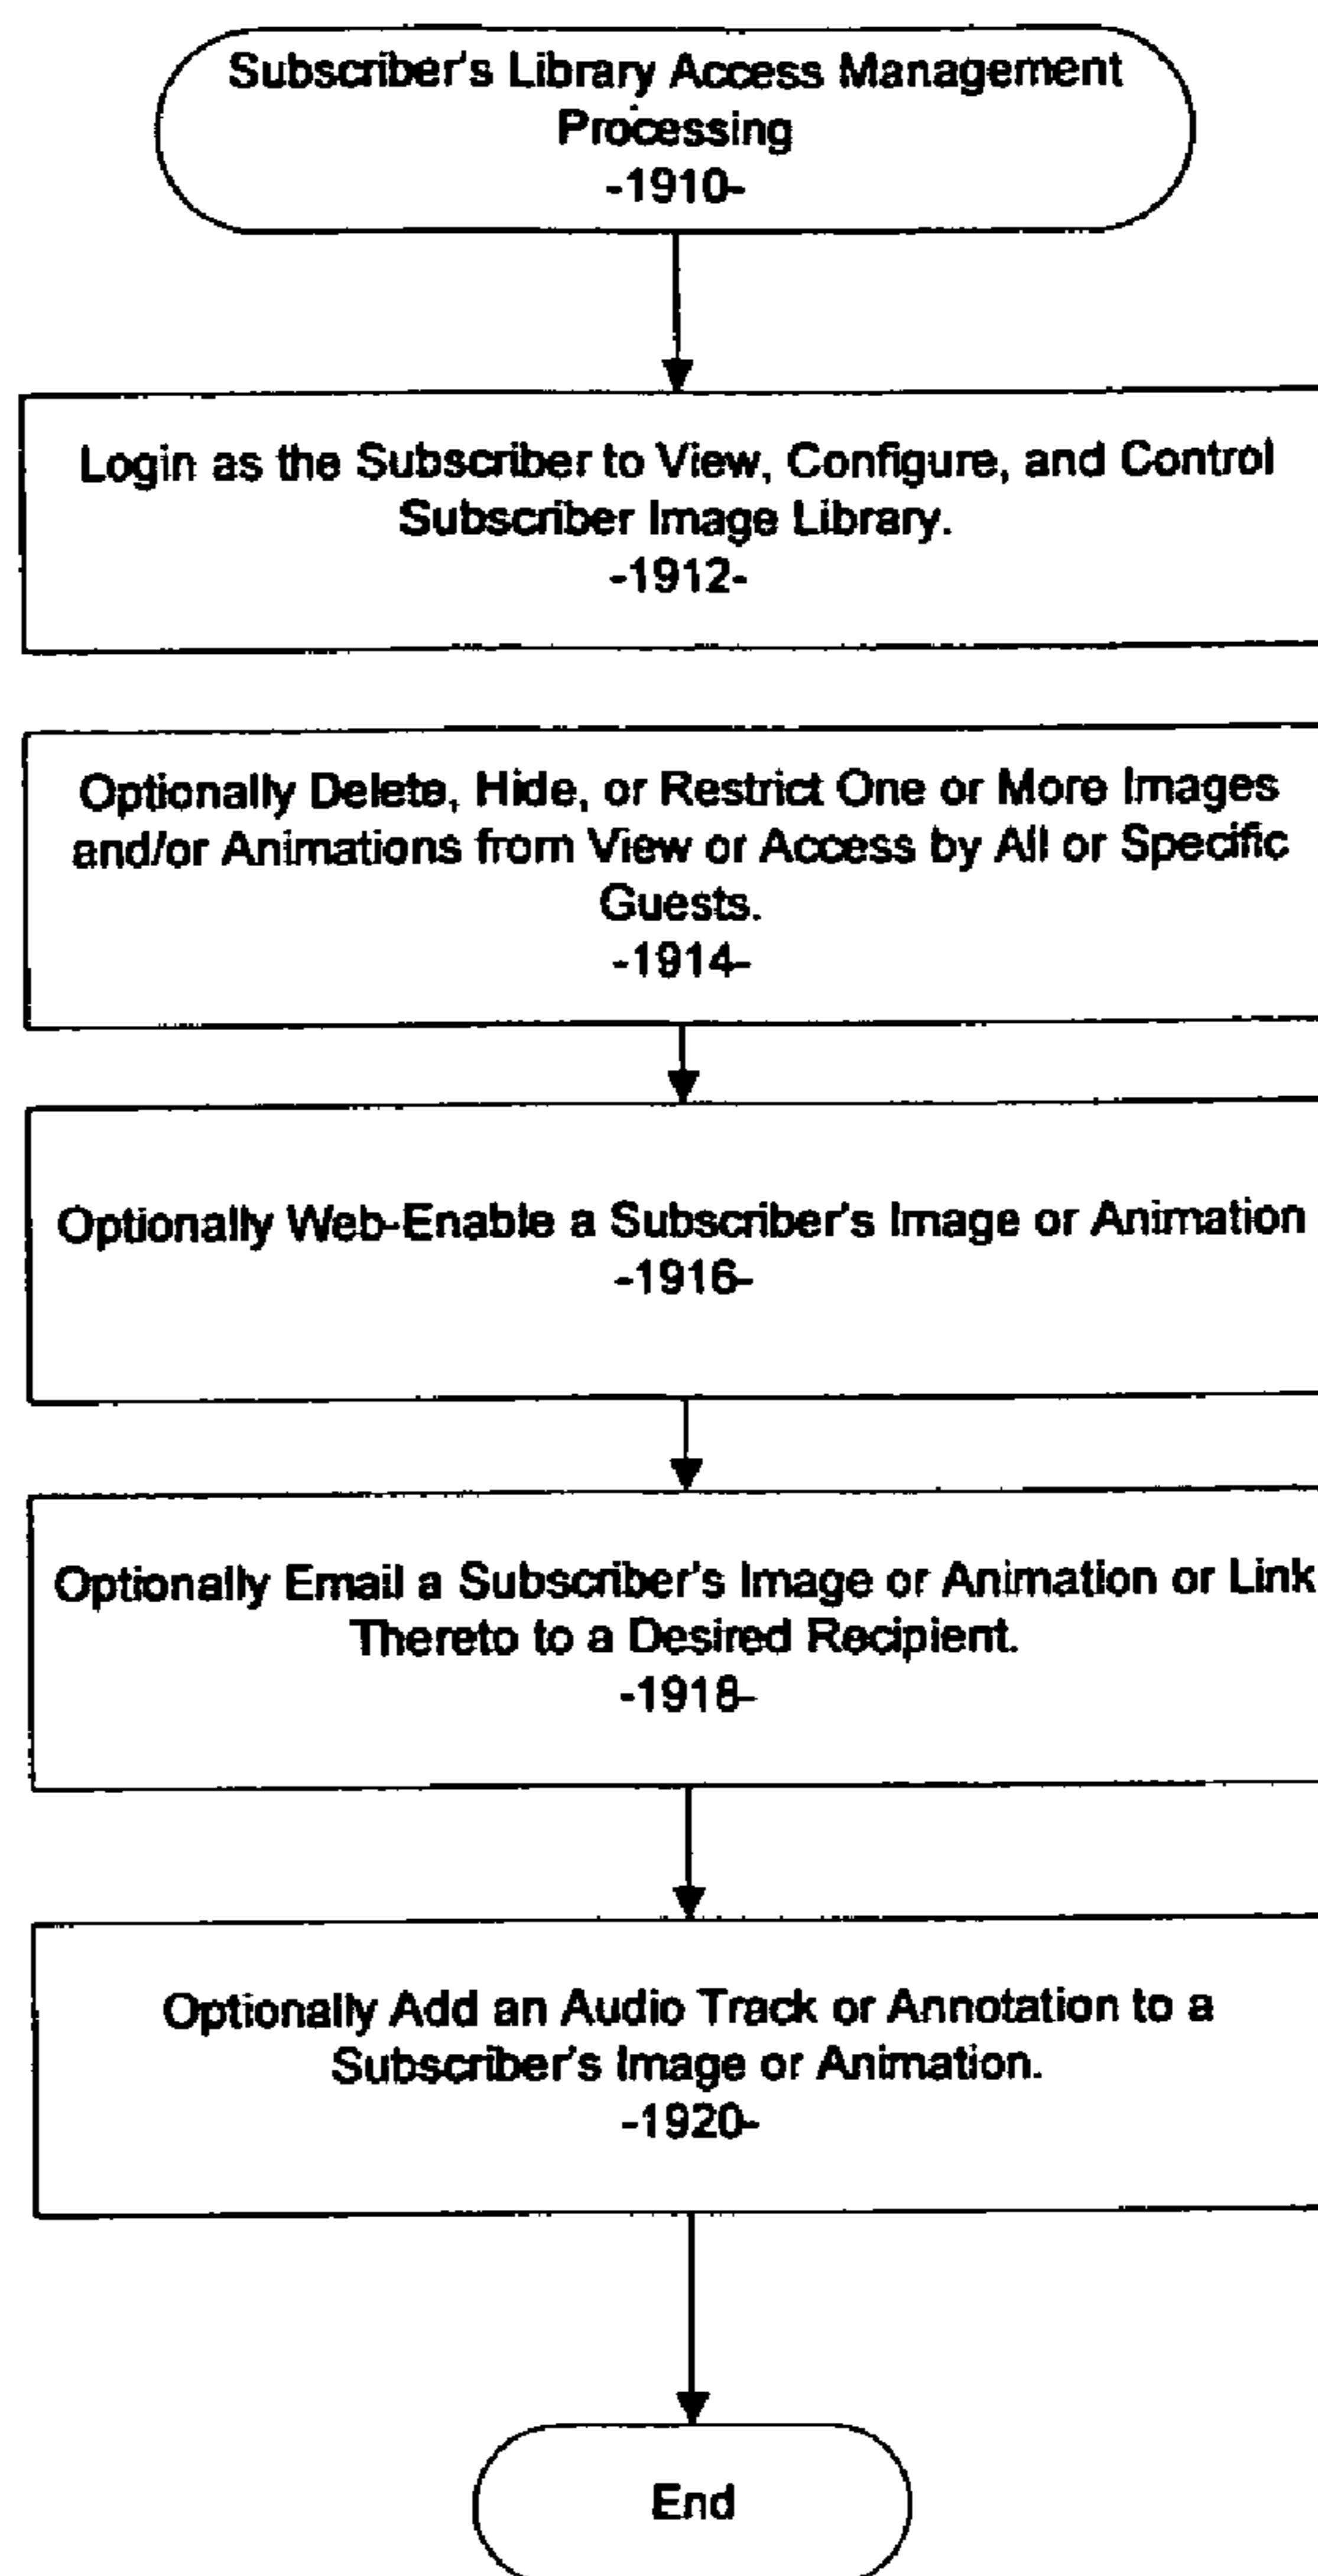 Subscriber's Library Access Management
Processing
-1910-
Login as the Subscriber to View, Configure, and Control
Subscriber Image Library.
-1912-
Optionally Delete, Hide, or Restrict One or More Images
and/or Animations from View or Access by All or Specific
Guests.
-1914-
Optionally Web-Enable a Subscriber's Image or Animation
-1916-
Optionally Email a Subscriber's Image or Animation or Link
Thereto to a Desired Recipient.
-1918-
Optionally Add an Audio Track or Annotation to a
Subscriber's Image or Animation.
-1920-
End